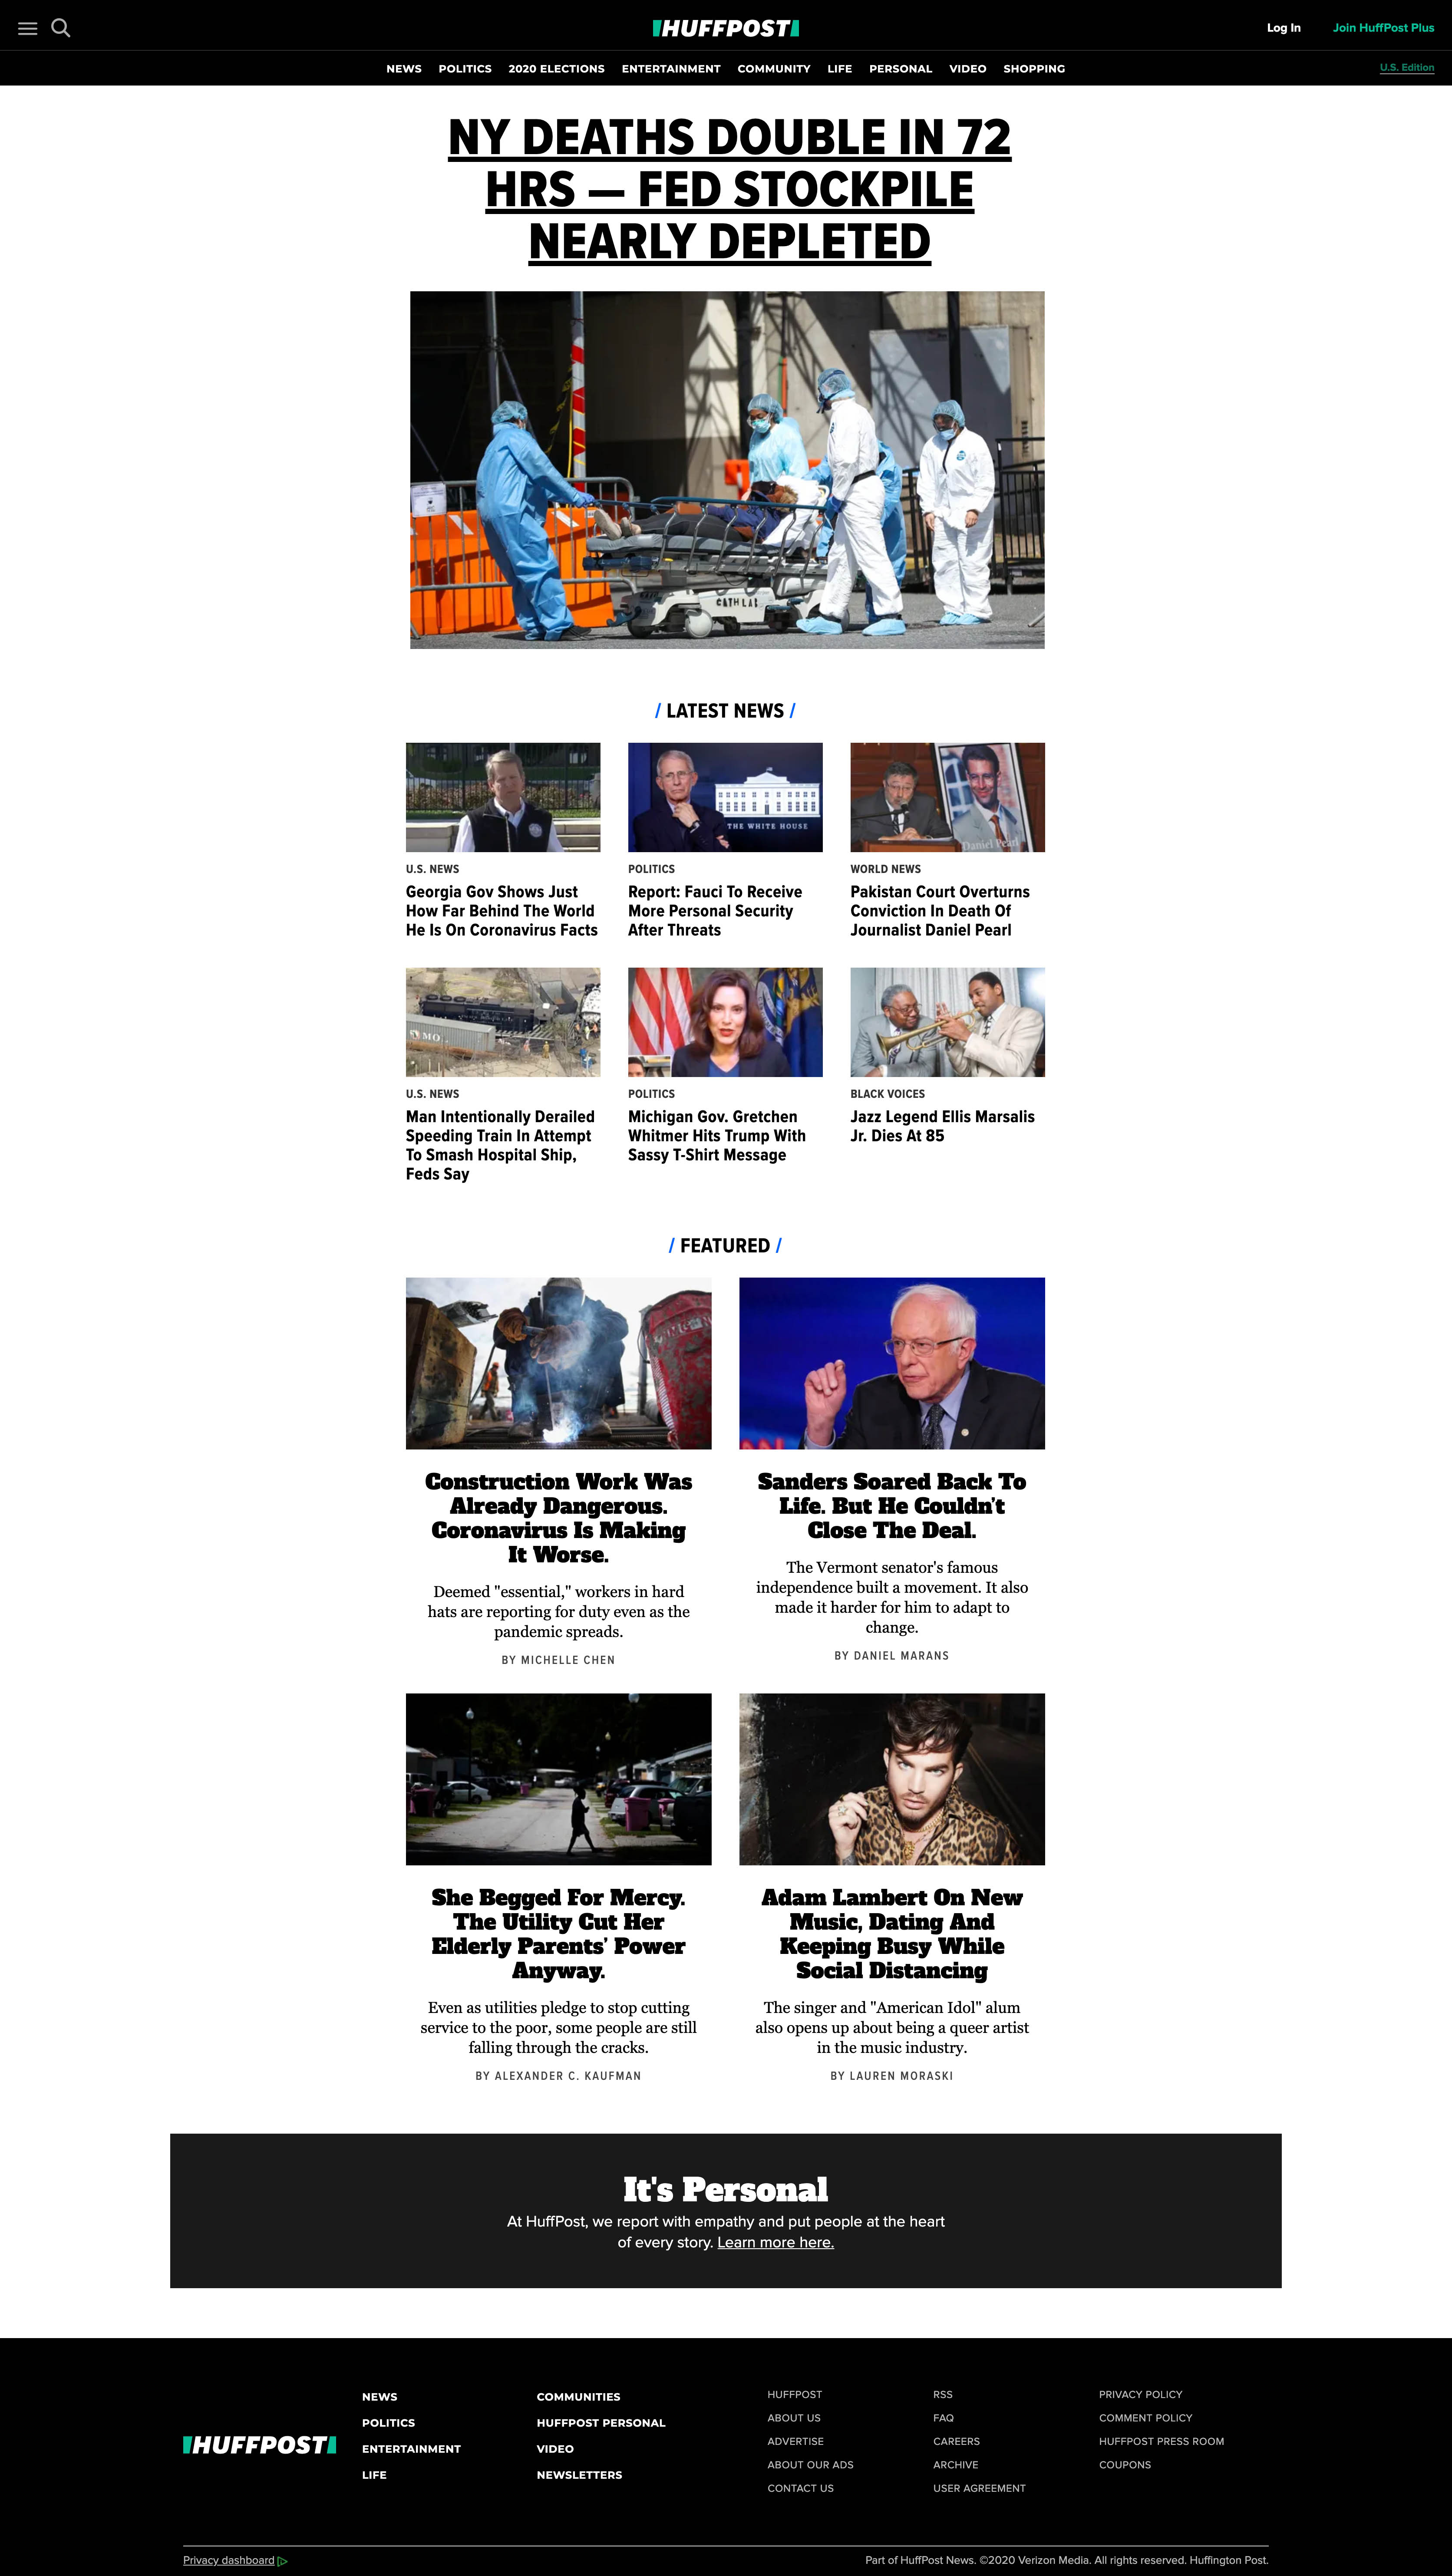 HUFFPOST
Log In
Join HuffPost Plus
NEWS POLITICS 2020 ELECTIONS ENTERTAINMENT COMMUNITY LIFE PERSONAL VIDEO SHOPPING
U.S. Edition
NY DEATHS DOUBLE IN 72
HRS — FED STOCKPILE
NEARLY DEPLETED
CATH LAB
/ LATEST NEWS /
THE WHITE HOUSE
Daniel Pearl
U.S. NEWS
Georgia Gov Shows Just
How Far Behind The World
He Is On Coronavirus Facts
POLITICS
Report: Fauci To Receive
More Personal Security
After Threats
WORLD NEWS
Pakistan Court Overturns
Conviction In Death Of
Journalist Daniel Pearl
U.S. NEWS
Man Intentionally Derailed
Speeding Train In Attempt
To Smash Hospital Ship,
Feds Say
POLITICS
Michigan Gov. Gretchen
Whitmer Hits Trump With
Sassy T-Shirt Message
BLACK VOICES
Jazz Legend Ellis Marsalis
Jr. Dies At 85
/ FEATURED /
Construction Work Was
Already Dangerous.
Coronavirus Is Making
It Worse.
Deemed "essential," workers in hard
hats are reporting for duty even as the
pandemic spreads.
BY MICHELLE CHEN
Sanders Soared Back To
Life. But He Couldn’t
Close The Deal.
The Vermont senator's famous
independence built a movement. It also
made it harder for him to adapt to
change.
BY DANIEL MARANS
She Begged For Mercy.
The Utility Cut Her
Elderly Parents’ Power
Anyway.
Even as utilities pledge to stop cutting
service to the poor, some people are still
falling through the cracks.
BY ALEXANDER C. KAUFMAN
Adam Lambert On New
Music, Dating And
Keeping Busy While
Social Distancing
The singer and "American Idol" alum
also opens up about being a queer artist
in the music industry.
BY LAUREN MORASKI
It's Personal
At HuffPost, we report with empathy and put people at the heart
of every story. Learn more here.
HUFFPOST
NEWS
POLITICS
ENTERTAINMENT
LIFE
COMMUNITIES
HUFFPOST PERSONAL
VIDEO
NEWSLETTERS
HUFFPOST
ABOUT US
ADVERTISE
ABOUT OUR ADS
CONTACT US
RSS
FAQ
CAREERS
ARCHIVE
USER AGREEMENT
PRIVACY POLICY
COMMENT POLICY
HUFFPOST PRESS ROOM
COUPONS
Privacy dashboard
Part of HuffPost News. ©2020 Verizon Media. All rights reserved. Huffington Post.